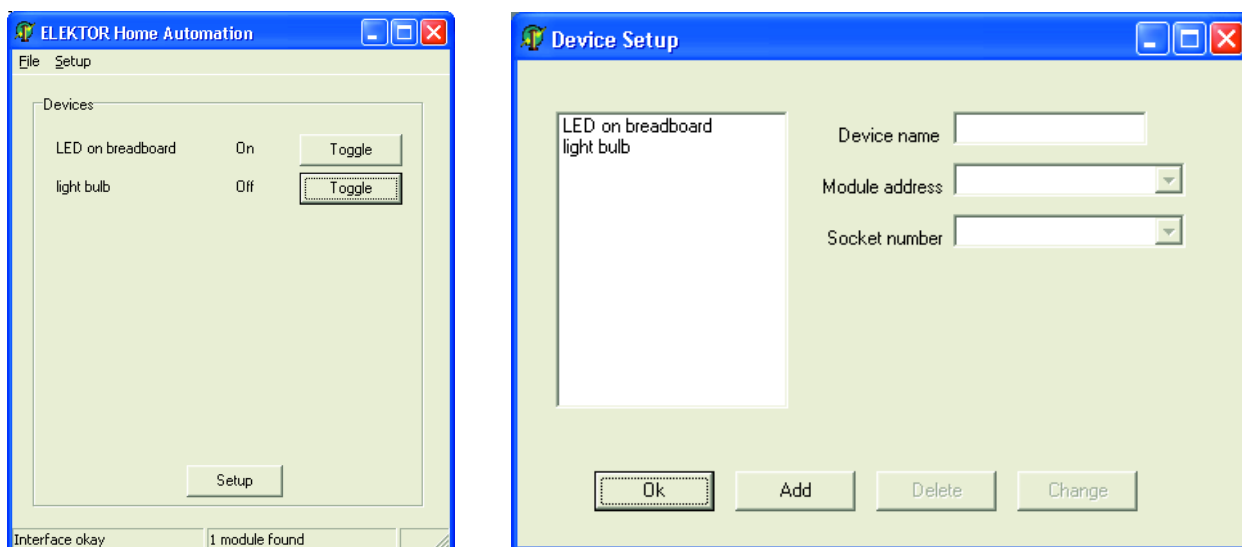 ELEKTOR Home Automation
File Setup
Devices
LED on breadboard On Toggle
light bulb Off Toggle
Setup
Interface okay 1 module found
Device Setup
LED on breadboard
light bulb
Device name
Module address
Socket number
Ok Add Delete Change